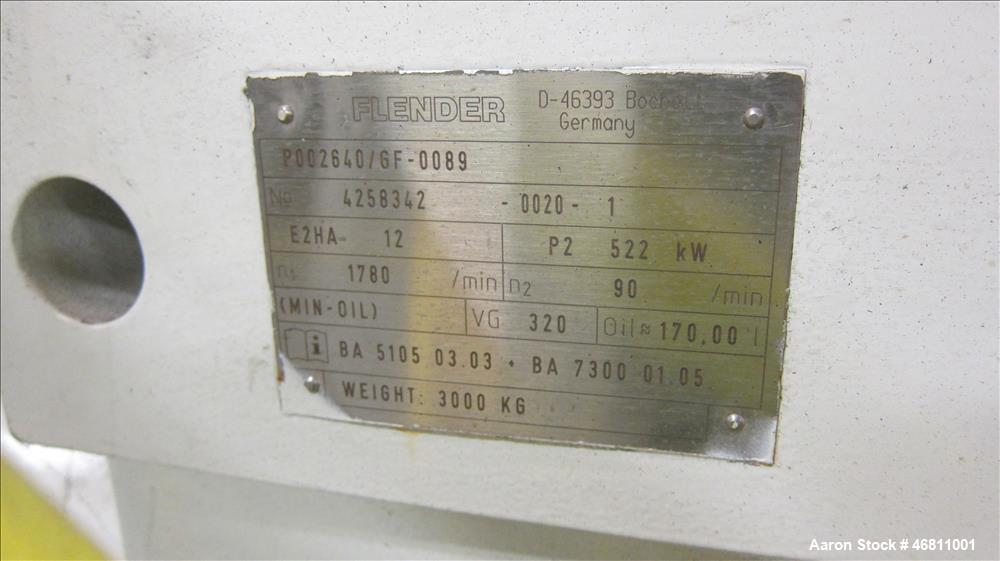 FLENDER D-46393 Bocholt
Germany
P002640/GF-0089
No 4258342 - 0020 - 1
E2HA- 12 P2 522 kW
n1 1780 /min n2 90 /min
(MIN-OIL) VG 320 Oil≈170,00 l
i BA 5105 03.03 + BA 7300 01.05
WEIGHT: 3000 KG
Aaron Stock # 46811001